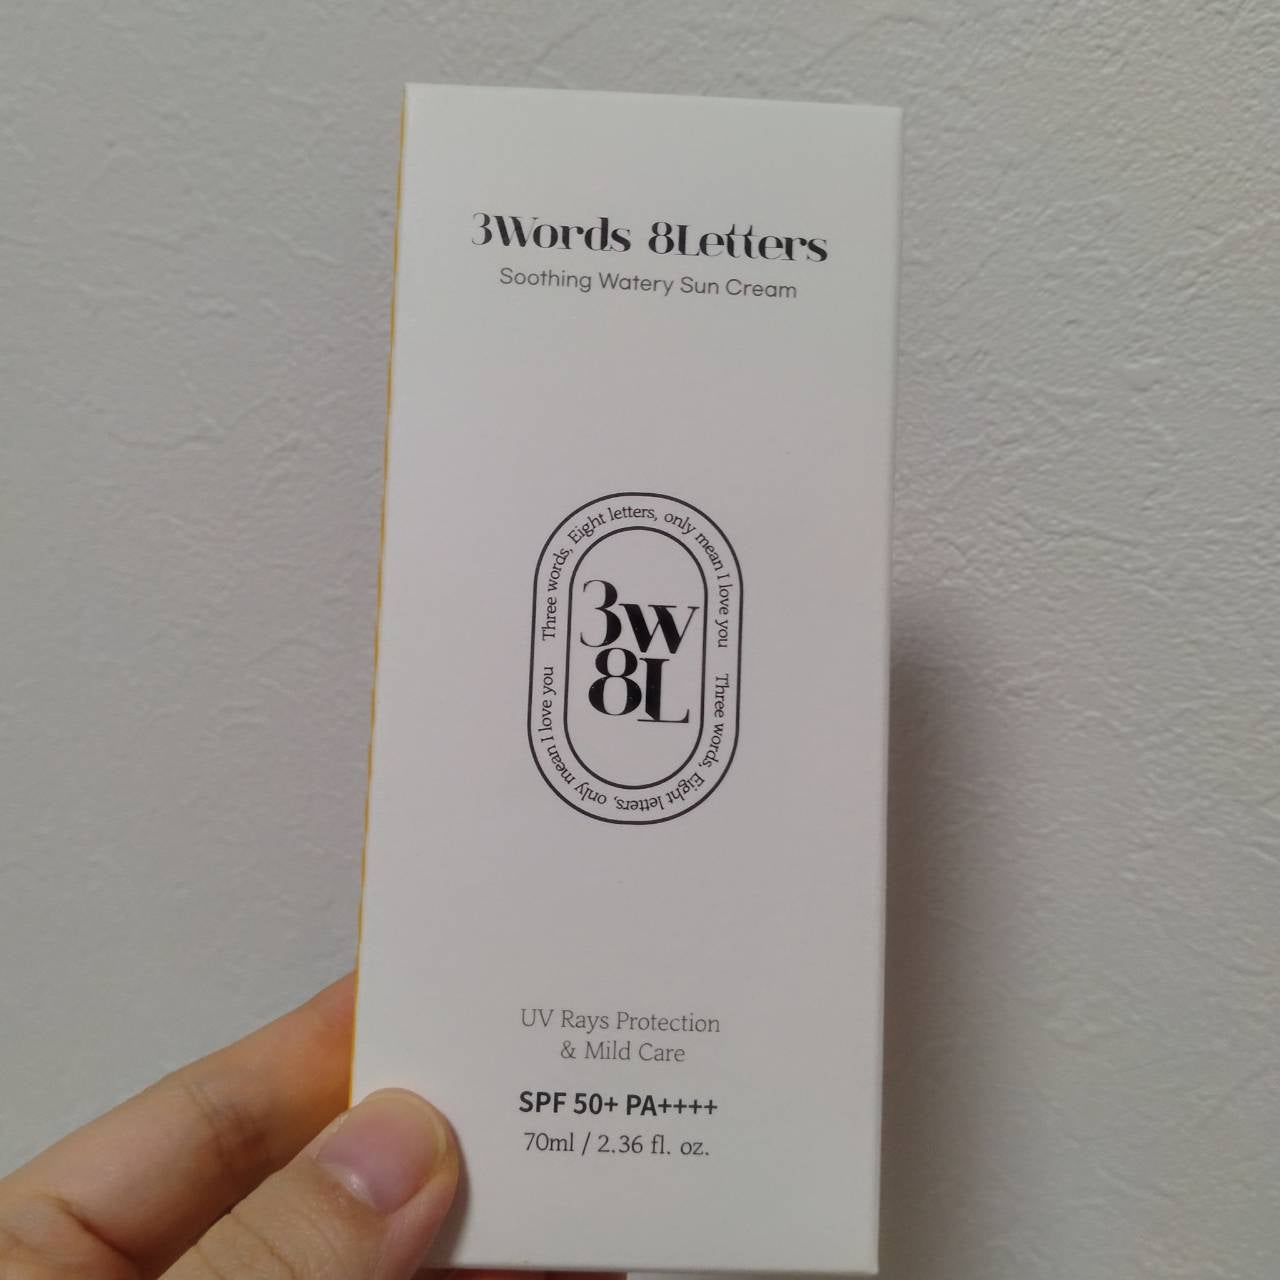 3Words 8Letters
Soothing Watery Sun Cream
Three words, Eight letters, only mean I love you
Three words, Eight letters, only mean I love you
3W
8L
UV Rays Protection
& Mild Care
SPF 50+ PA++++
70ml / 2.36 fl. oz.